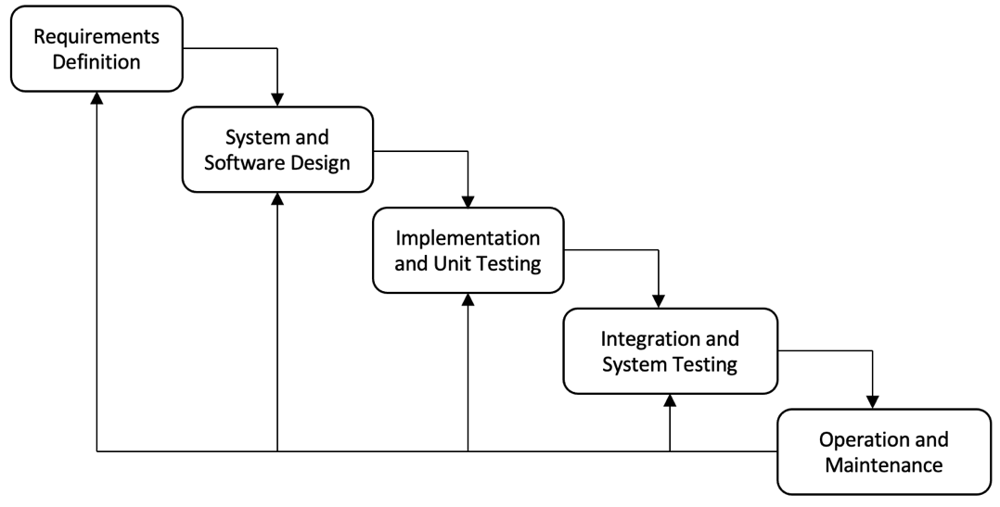 Requirements
Definition
System and
Software Design
Implementation
and Unit Testing
Integration and
System Testing
Operation and
Maintenance